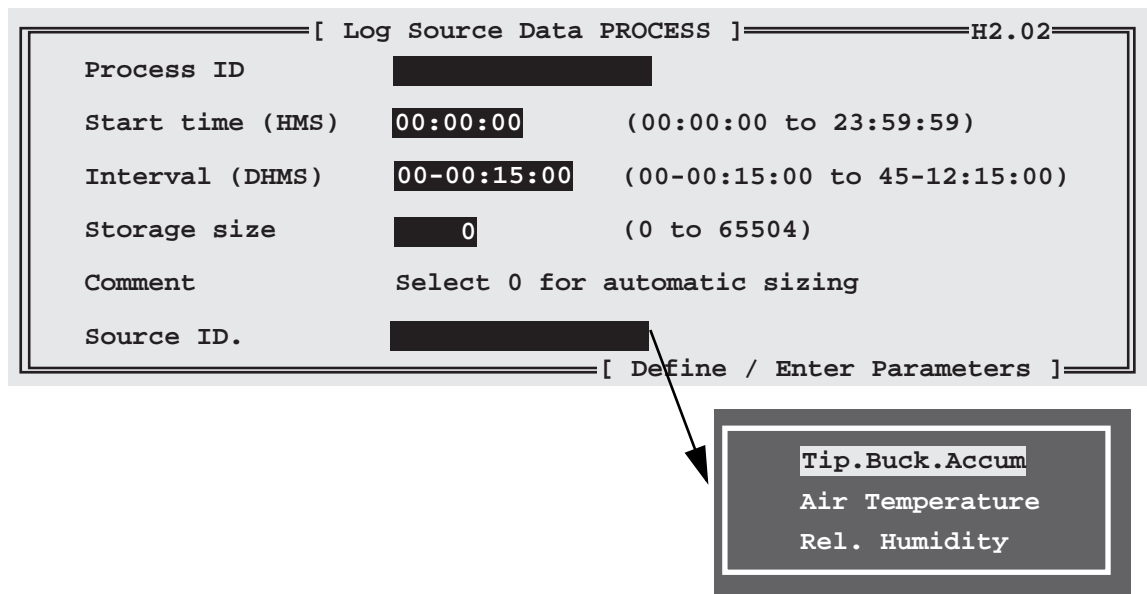 [ Log Source Data PROCESS ] H2.02
Process ID
Start time (HMS) 00:00:00 (00:00:00 to 23:59:59)
Interval (DHMS) 00-00:15:00 (00-00:15:00 to 45-12:15:00)
Storage size 0 (0 to 65504)
Comment Select 0 for automatic sizing
Source ID.
[ Define / Enter Parameters ]
Tip.Buck.Accum
Air Temperature
Rel. Humidity